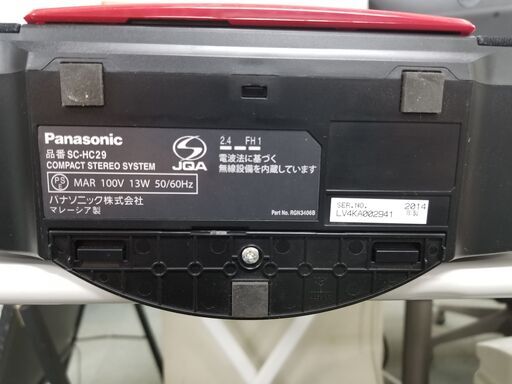 Panasonic
品番 SC-HC29
COMPACT STEREO SYSTEM
PS E MAR 100V 13W 50/60Hz
パナソニック株式会社
マレーシア製
JQA
2.4 FH1
電波法に基づく
無線設備を内蔵しています
Part No. RGN3406B
SER.NO. 2014
LV4KA002941